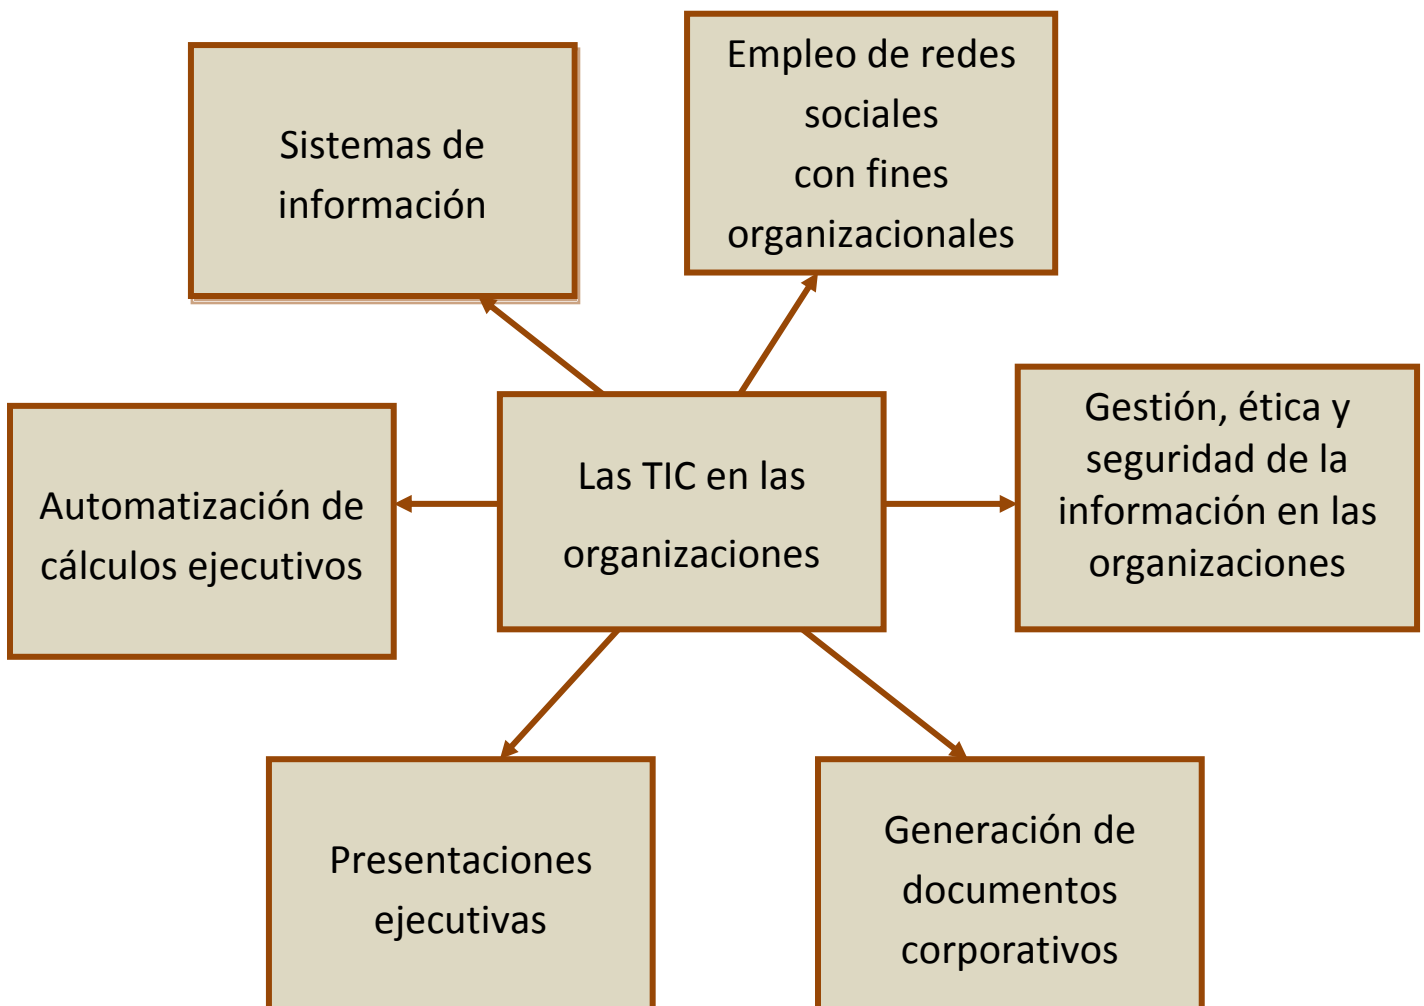 Sistemas de
información
Empleo de redes
sociales
con fines
organizacionales
Automatización de
cálculos ejecutivos
Las TIC en las
organizaciones
Gestión, ética y
seguridad de la
información en las
organizaciones
Presentaciones
ejecutivas
Generación de
documentos
corporativos